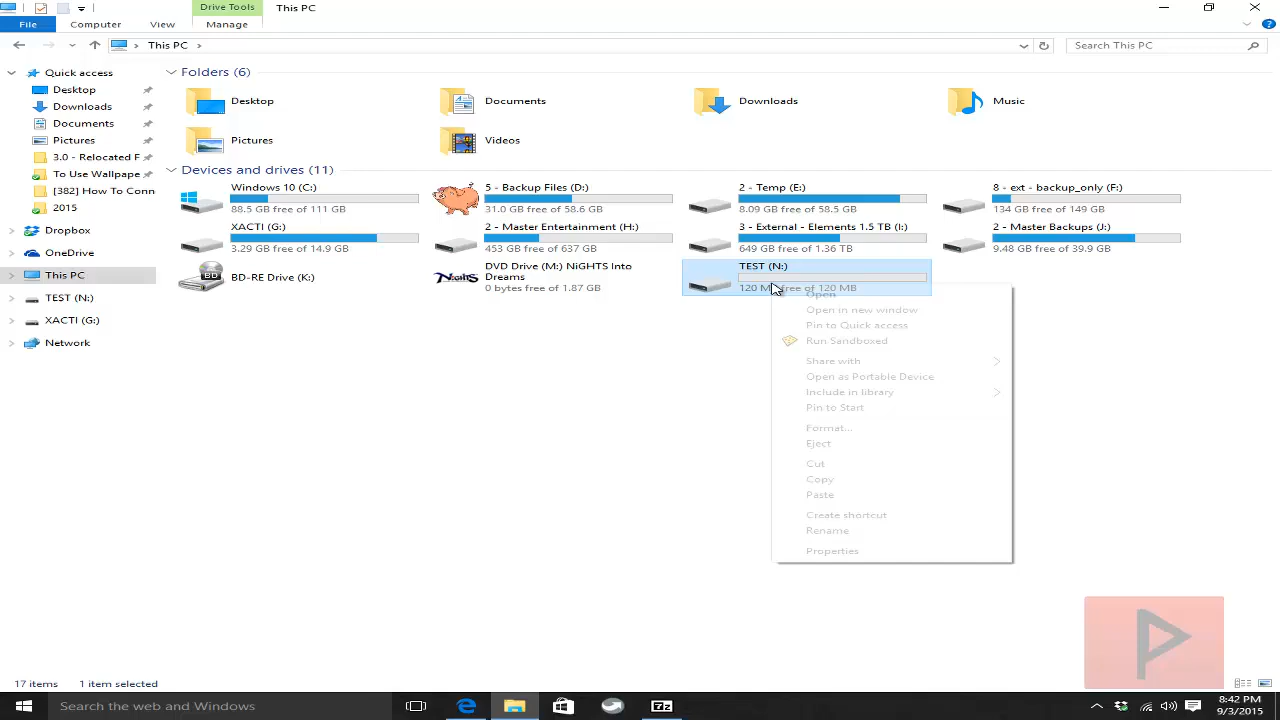 Drive Tools
This PC
File
Computer
View
Manage
This PC
Search This PC
Quick access
Desktop
Downloads
Documents
Pictures
3.0 - Relocated F
To Use Wallpape
[382] How To Conn
2015
Dropbox
OneDrive
This PC
TEST (N:)
XACTI (G:)
Network
Folders (6)
Desktop
Documents
Downloads
Music
Pictures
Videos
Devices and drives (11)
Windows 10 (C:)
88.5 GB free of 111 GB
5 - Backup Files (D:)
31.0 GB free of 58.6 GB
2 - Temp (E:)
8.09 GB free of 58.5 GB
8 - ext - backup_only (F:)
134 GB free of 149 GB
XACTI (G:)
3.29 GB free of 14.9 GB
2 - Master Entertainment (H:)
453 GB free of 637 GB
3 - External - Elements 1.5 TB (I:)
649 GB free of 1.36 TB
2 - Master Backups (J:)
9.48 GB free of 39.9 GB
BD
BD-RE Drive (K:)
NiGHTS
DVD Drive (M:) NiGHTS Into
Dreams
0 bytes free of 1.87 GB
TEST (N:)
120 MB free of 120 MB
Open
Open in new window
Pin to Quick access
Run Sandboxed
Share with
Open as Portable Device
Include in library
Pin to Start
Format...
Eject
Cut
Copy
Paste
Create shortcut
Rename
Properties
17 items
1 item selected
Search the web and Windows
7z
8:42 PM
9/3/2015